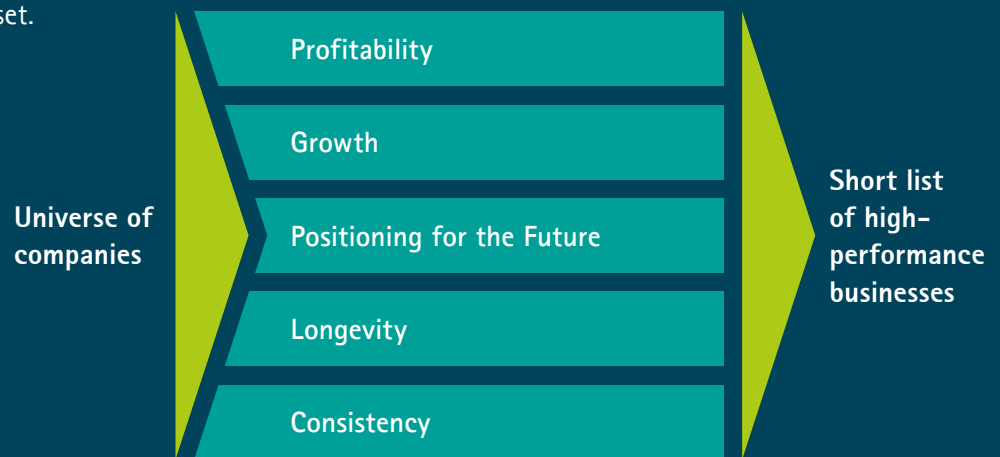 set.
Profitability
Growth
Universe of
companies
Positioning for the Future
Short list
of high-
performance
businesses
Longevity
Consistency